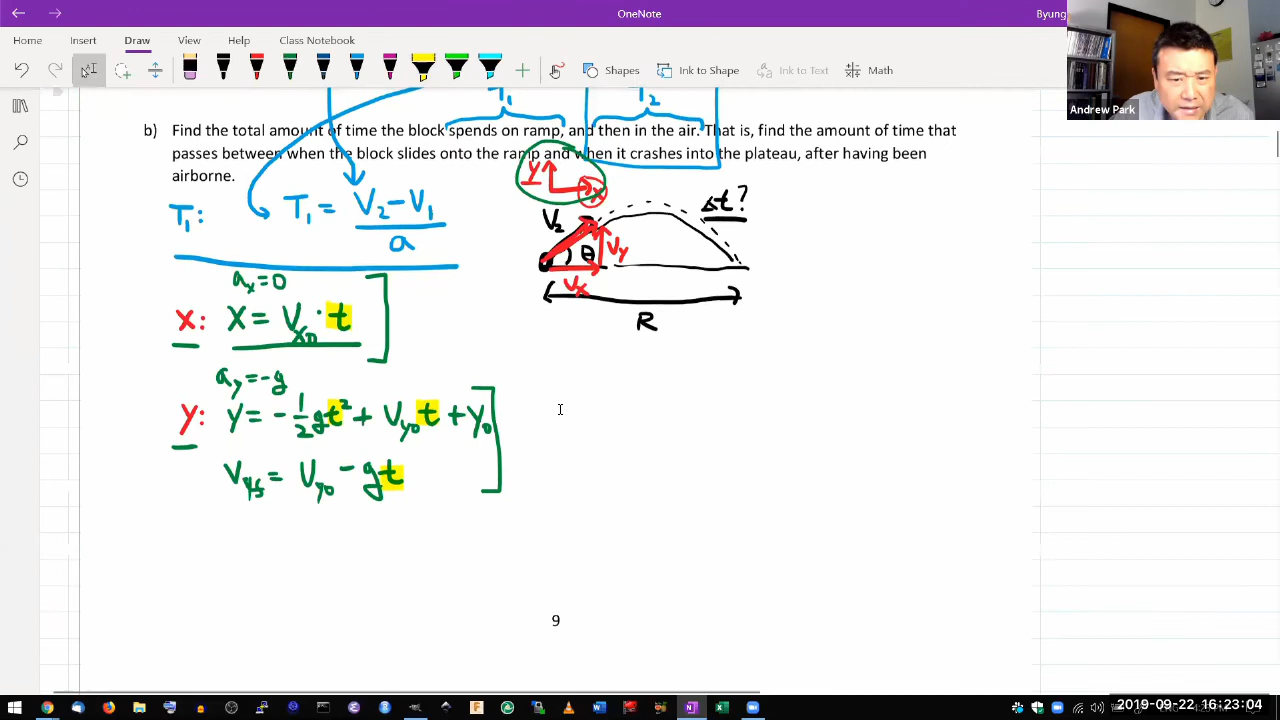 OneNote
Byung
Home Insert Draw View Help Class Notebook
Shapes Ink to Shape Ink to Text Math
Andrew Park
T1 T2
b) Find the total amount of time the block spends on ramp, and then in the air. That is, find the amount of time that
passes between when the block slides onto the ramp and when it crashes into the plateau, after having been
airborne.
y
x
T1: T1 = V2-V1
a
V2 Δt?
θ Vy
Vx
R
ax=0
x: X = Vx0 · t
ay=-g
y: y = -1/2 gt² + Vy0 t + y0
Vyf = Vy0 - gt
9
2019-09-22 16:23:04